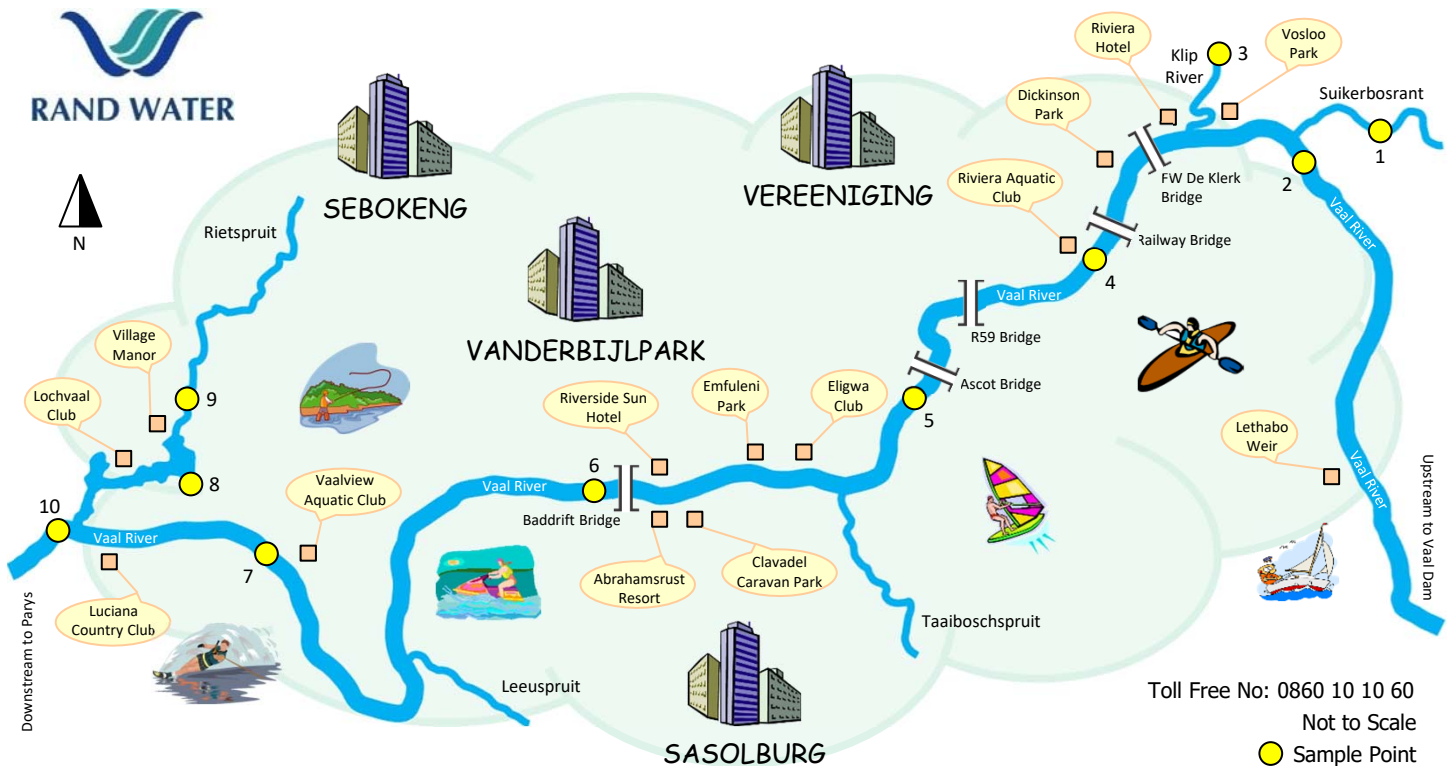 RAND WATER
N
SEBOKENG
VEREENIGING
VANDERBIJLPARK
SASOLBURG
Riviera
Hotel
Klip
River
3
Vosloo
Park
Suikerbosrant
1
2
Dickinson
Park
FW De Klerk
Bridge
Riviera Aquatic
Club
Railway Bridge
4
Vaal River
Vaal River
R59 Bridge
Ascot Bridge
5
Lethabo
Weir
Vaal River
Upstream to Vaal Dam
Rietspruit
Village
Manor
Lochvaal
Club
9
8
10
Vaal River
7
Vaalview
Aquatic Club
Luciana
Country Club
Downstream to Parys
Riverside Sun
Hotel
Emfuleni
Park
Eligwa
Club
6
Vaal River
Baddrift Bridge
Abrahamsrust
Resort
Clavadel
Caravan Park
Taaiboschspruit
Leeuspruit
Toll Free No: 0860 10 10 60
Not to Scale
Sample Point